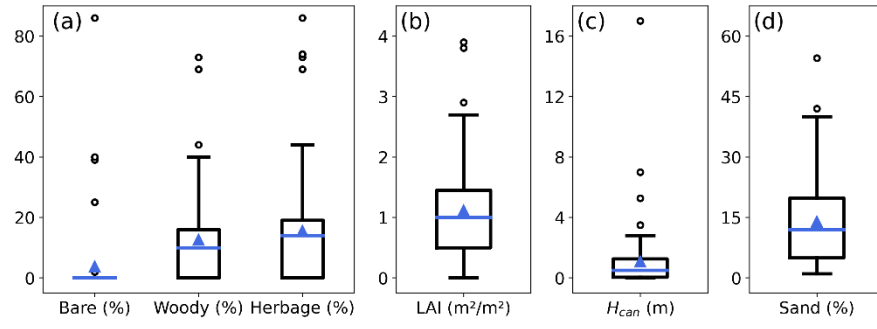 (a)
80
60
40
20
0
Bare (%) Woody (%) Herbage (%)
(b)
4
3
2
1
0
LAI (m²/m²)
(c)
16
12
8
4
0
H_can (m)
(d)
60
45
30
15
0
Sand (%)